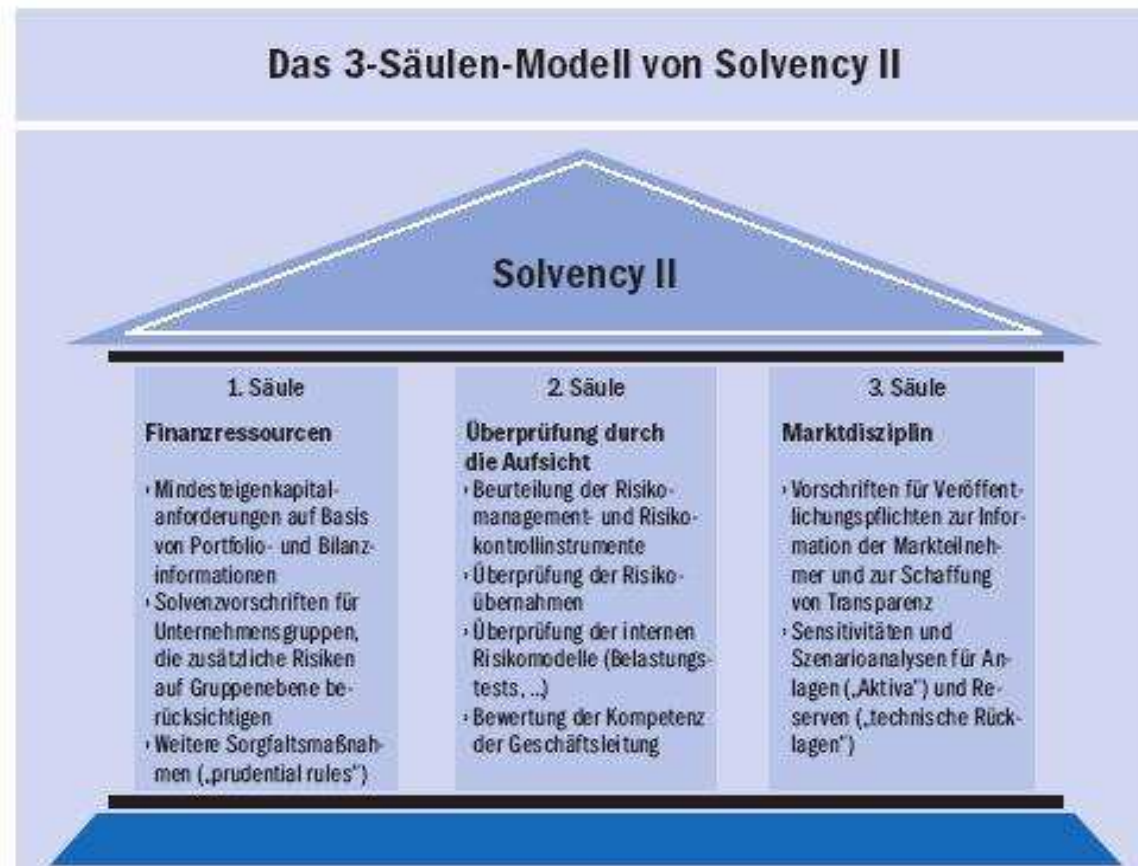 Das 3-Säulen-Modell von Solvency II
Solvency II
1. Säule
Finanzressourcen
› Mindesteigenkapital-
anforderungen auf Basis
von Portfolio- und Bilanz-
informationen
› Solvenzvorschriften für
Unternehmensgruppen,
die zusätzliche Risiken
auf Gruppenebene be-
rücksichtigen
› Weitere Sorgfaltsmaßnah-
men („prudential rules“)
2. Säule
Überprüfung durch
die Aufsicht
› Beurteilung der Risiko-
management- und Risiko-
kontrollinstrumente
› Überprüfung der Risiko-
übernahmen
› Überprüfung der internen
Risikomodelle (Belastungs-
tests, ...)
› Bewertung der Kompetenz
der Geschäftsleitung
3. Säule
Marktdisziplin
› Vorschriften für Veröffent-
lichungspflichten zur Infor-
mation der Markteilneh-
mer und zur Schaffung
von Transparenz
› Sensitivitäten und
Szenarioanalysen für An-
lagen („Aktiva“) und Re-
serven („technische Rück-
lagen“)